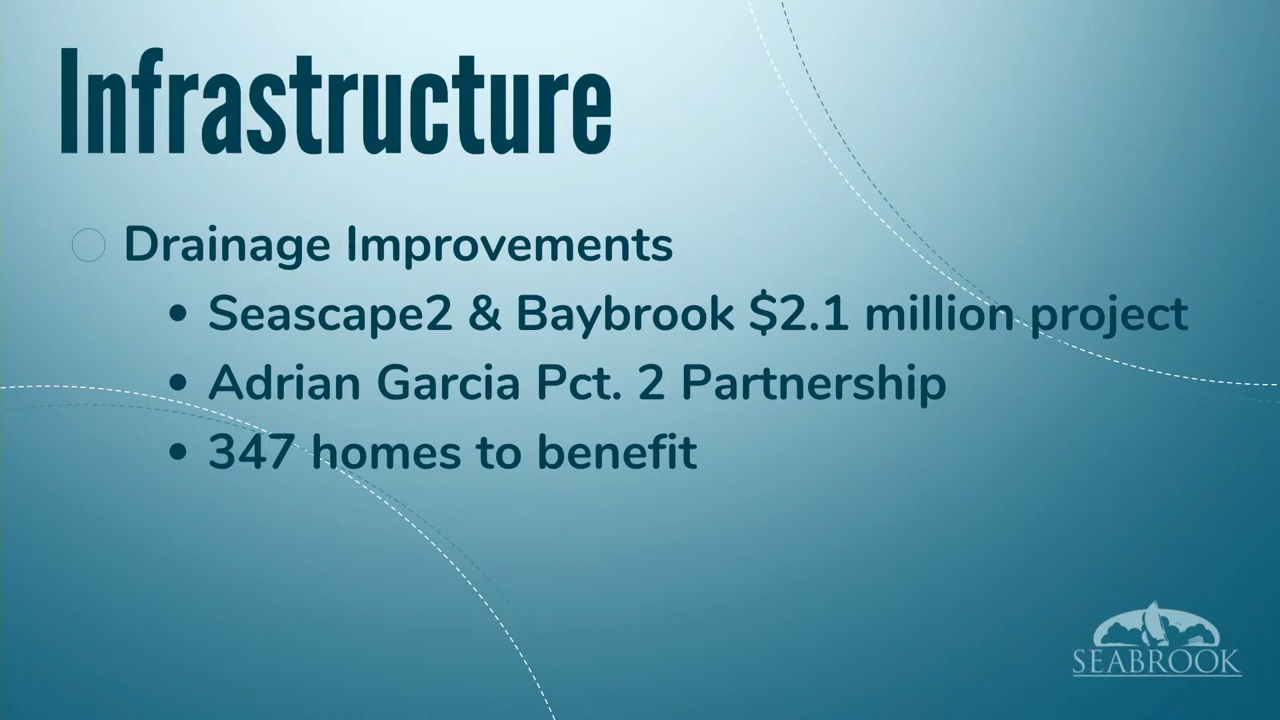 Infrastructure
Drainage Improvements
• Seascape2 & Baybrook $2.1 million project
• Adrian Garcia Pct. 2 Partnership
• 347 homes to benefit
SEABROOK